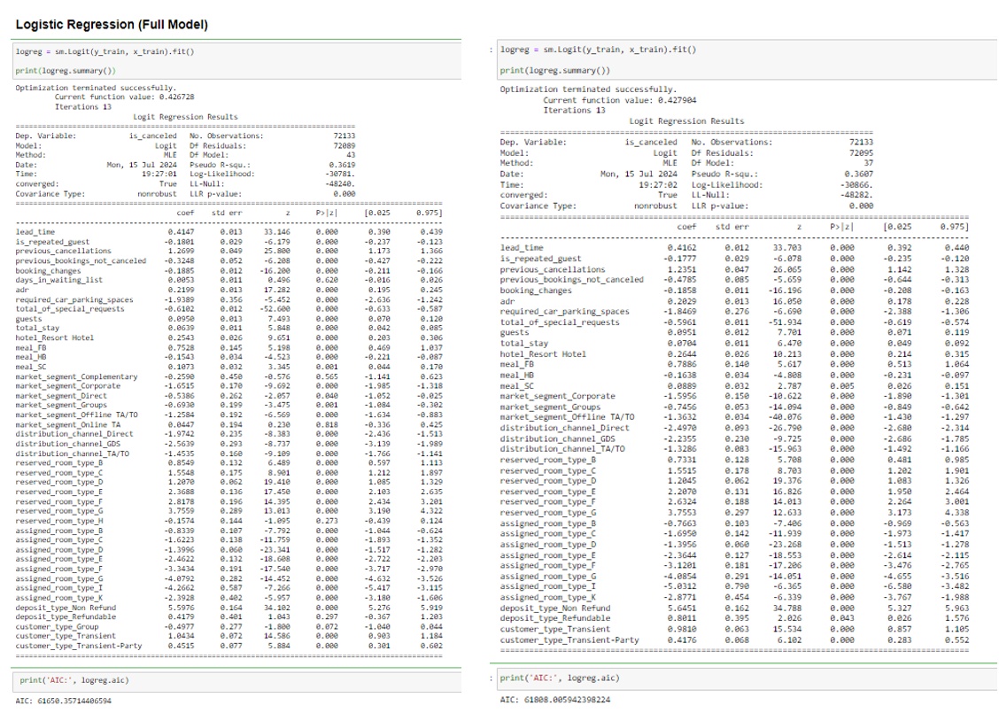 Logistic Regression (Full Model)
logreg = sm.Logit(y_train, x_train).fit()
print(logreg.summary())
Optimization terminated successfully.
Current function value: 0.426728
Iterations 13
Logit Regression Results
Dep. Variable: is_canceled No. Observations: 72133
Model: Logit Df Residuals: 72089
Method: MLE Df Model: 43
Date: Mon, 15 Jul 2024 Pseudo R-squ.: 0.3619
Time: 19:27:01 Log-Likelihood: -30781.
converged: True LL-Null: -48240.
Covariance Type: nonrobust LLR p-value: 0.000
coef std err z P>|z| [0.025 0.975]
lead_time 0.4147 0.013 33.146 0.000 0.390 0.439
is_repeated_guest -0.1801 0.029 -6.179 0.000 -0.237 -0.123
previous_cancellations 1.2699 0.049 25.800 0.000 1.173 1.366
previous_bookings_not_canceled -0.3248 0.052 -6.208 0.000 -0.427 -0.222
booking_changes -0.1885 0.012 -16.200 0.000 -0.211 -0.166
days_in_waiting_list 0.0053 0.011 0.496 0.620 -0.016 0.026
adr 0.2199 0.013 17.282 0.000 0.195 0.245
required_car_parking_spaces -1.9389 0.356 -5.452 0.000 -2.636 -1.242
total_of_special_requests -0.6102 0.012 -52.600 0.000 -0.633 -0.587
guests 0.0950 0.013 7.493 0.000 0.070 0.120
total_stay 0.0639 0.011 5.848 0.000 0.042 0.085
hotel_Resort Hotel 0.2543 0.026 9.651 0.000 0.203 0.306
meal_FB 0.7528 0.145 5.198 0.000 0.469 1.037
meal_HB -0.1543 0.034 -4.523 0.000 -0.221 -0.087
meal_SC 0.1073 0.032 3.345 0.001 0.044 0.170
market_segment_Complementary -0.2590 0.450 -0.576 0.565 -1.141 0.623
market_segment_Corporate -1.6515 0.170 -9.692 0.000 -1.985 -1.318
market_segment_Direct -0.5386 0.262 -2.057 0.040 -1.052 -0.025
market_segment_Groups -0.6930 0.199 -3.475 0.001 -1.084 -0.302
market_segment_Offline TA/TO -1.2584 0.192 -6.569 0.000 -1.634 -0.883
market_segment_Online TA 0.0447 0.194 0.230 0.818 -0.336 0.425
distribution_channel_Direct -1.9742 0.235 -8.383 0.000 -2.436 -1.513
distribution_channel_GDS -2.5639 0.293 -8.737 0.000 -3.139 -1.989
distribution_channel_TA/TO -1.4535 0.160 -9.109 0.000 -1.766 -1.141
reserved_room_type_B 0.8549 0.132 6.489 0.000 0.597 1.113
reserved_room_type_C 1.5548 0.175 8.901 0.000 1.212 1.897
reserved_room_type_D 1.2070 0.062 19.410 0.000 1.085 1.329
reserved_room_type_E 2.3688 0.136 17.450 0.000 2.103 2.635
reserved_room_type_F 2.8178 0.196 14.395 0.000 2.434 3.201
reserved_room_type_G 3.7559 0.289 13.013 0.000 3.190 4.322
reserved_room_type_H -0.1574 0.144 -1.095 0.273 -0.439 0.124
assigned_room_type_B -0.8339 0.107 -7.792 0.000 -1.044 -0.624
assigned_room_type_C -1.6223 0.138 -11.759 0.000 -1.893 -1.352
assigned_room_type_D -1.3996 0.060 -23.341 0.000 -1.517 -1.282
assigned_room_type_E -2.4622 0.132 -18.608 0.000 -2.722 -2.203
assigned_room_type_F -3.3434 0.191 -17.540 0.000 -3.717 -2.970
assigned_room_type_G -4.0792 0.282 -14.452 0.000 -4.632 -3.526
assigned_room_type_I -4.2662 0.587 -7.266 0.000 -5.417 -3.115
assigned_room_type_K -2.3928 0.402 -5.957 0.000 -3.180 -1.606
deposit_type_Non Refund 5.5976 0.164 34.102 0.000 5.276 5.919
deposit_type_Refundable 0.4179 0.401 1.043 0.297 -0.367 1.203
customer_type_Group -0.4977 0.277 -1.800 0.072 -1.040 0.044
customer_type_Transient 1.0434 0.072 14.586 0.000 0.903 1.184
customer_type_Transient-Party 0.4515 0.077 5.884 0.000 0.301 0.602
print('AIC:', logreg.aic)
AIC: 61650.35714406594
: logreg = sm.Logit(y_train, x_train).fit()
print(logreg.summary())
Optimization terminated successfully.
Current function value: 0.427904
Iterations 13
Logit Regression Results
Dep. Variable: is_canceled No. Observations: 72133
Model: Logit Df Residuals: 72095
Method: MLE Df Model: 37
Date: Mon, 15 Jul 2024 Pseudo R-squ.: 0.3607
Time: 19:27:02 Log-Likelihood: -30866.
converged: True LL-Null: -48282.
Covariance Type: nonrobust LLR p-value: 0.000
coef std err z P>|z| [0.025 0.975]
lead_time 0.4162 0.012 33.703 0.000 0.392 0.440
is_repeated_guest -0.1777 0.029 -6.078 0.000 -0.235 -0.120
previous_cancellations 1.2351 0.047 26.065 0.000 1.142 1.328
previous_bookings_not_canceled -0.4785 0.085 -5.659 0.000 -0.644 -0.313
booking_changes -0.1858 0.011 -16.196 0.000 -0.208 -0.163
adr 0.2029 0.013 16.050 0.000 0.178 0.228
required_car_parking_spaces -1.8469 0.276 -6.690 0.000 -2.388 -1.306
total_of_special_requests -0.5961 0.011 -51.934 0.000 -0.619 -0.574
guests 0.0951 0.012 7.701 0.000 0.071 0.119
total_stay 0.0704 0.011 6.470 0.000 0.049 0.092
hotel_Resort Hotel 0.2644 0.026 10.213 0.000 0.214 0.315
meal_FB 0.7886 0.140 5.617 0.000 0.513 1.064
meal_HB -0.1638 0.034 -4.808 0.000 -0.231 -0.097
meal_SC 0.0889 0.032 2.787 0.005 0.026 0.151
market_segment_Corporate -1.5956 0.150 -10.622 0.000 -1.890 -1.301
market_segment_Groups -0.7456 0.053 -14.094 0.000 -0.849 -0.642
market_segment_Offline TA/TO -1.3632 0.034 -40.076 0.000 -1.430 -1.297
distribution_channel_Direct -2.4970 0.093 -26.790 0.000 -2.680 -2.314
distribution_channel_GDS -2.2355 0.230 -9.725 0.000 -2.686 -1.785
distribution_channel_TA/TO -1.3286 0.083 -15.963 0.000 -1.492 -1.166
reserved_room_type_B 0.7331 0.128 5.708 0.000 0.481 0.985
reserved_room_type_C 1.5515 0.178 8.703 0.000 1.202 1.901
reserved_room_type_D 1.2045 0.062 19.376 0.000 1.083 1.326
reserved_room_type_E 2.2070 0.131 16.826 0.000 1.950 2.464
reserved_room_type_F 2.6324 0.188 14.013 0.000 2.264 3.001
reserved_room_type_G 3.7553 0.297 12.633 0.000 3.173 4.338
assigned_room_type_B -0.7663 0.103 -7.406 0.000 -0.969 -0.563
assigned_room_type_C -1.6950 0.142 -11.939 0.000 -1.973 -1.417
assigned_room_type_D -1.3956 0.060 -23.268 0.000 -1.513 -1.278
assigned_room_type_E -2.3644 0.127 -18.553 0.000 -2.614 -2.115
assigned_room_type_F -3.1201 0.181 -17.206 0.000 -3.476 -2.765
assigned_room_type_G -4.0854 0.291 -14.051 0.000 -4.655 -3.516
assigned_room_type_I -5.0312 0.790 -6.365 0.000 -6.580 -3.482
assigned_room_type_K -2.8771 0.454 -6.339 0.000 -3.767 -1.988
deposit_type_Non Refund 5.6451 0.162 34.788 0.000 5.327 5.963
deposit_type_Refundable 0.8011 0.395 2.026 0.043 0.026 1.576
customer_type_Transient 0.9810 0.063 15.534 0.000 0.857 1.105
customer_type_Transient-Party 0.4176 0.068 6.102 0.000 0.283 0.552
: print('AIC:', logreg.aic)
AIC: 61808.005942398224